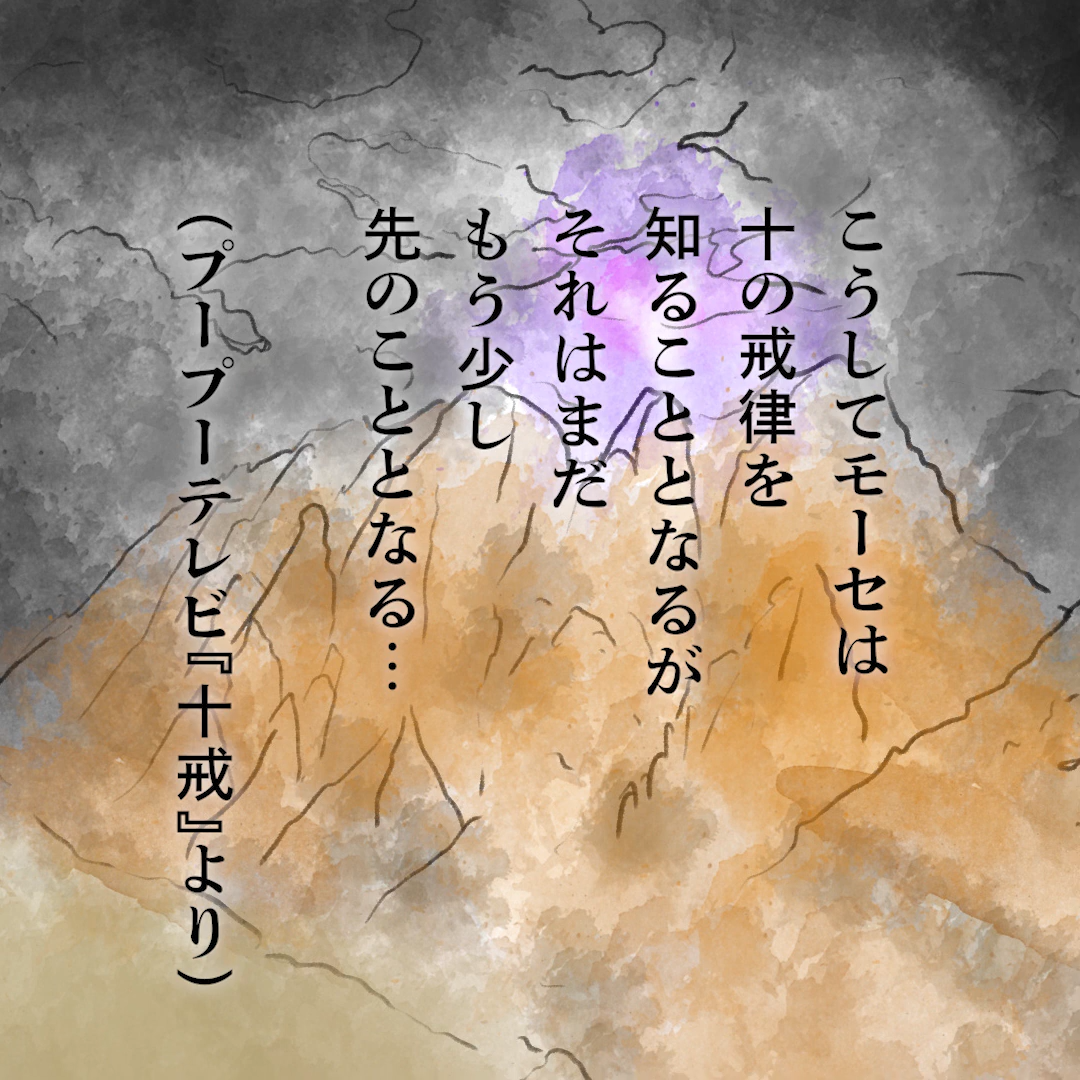 こうしてモーセは
十の戒律を
知ることとなるが
それはまだ
もう少し
先のこととなる…
（プープーテレビ『十戒』より）